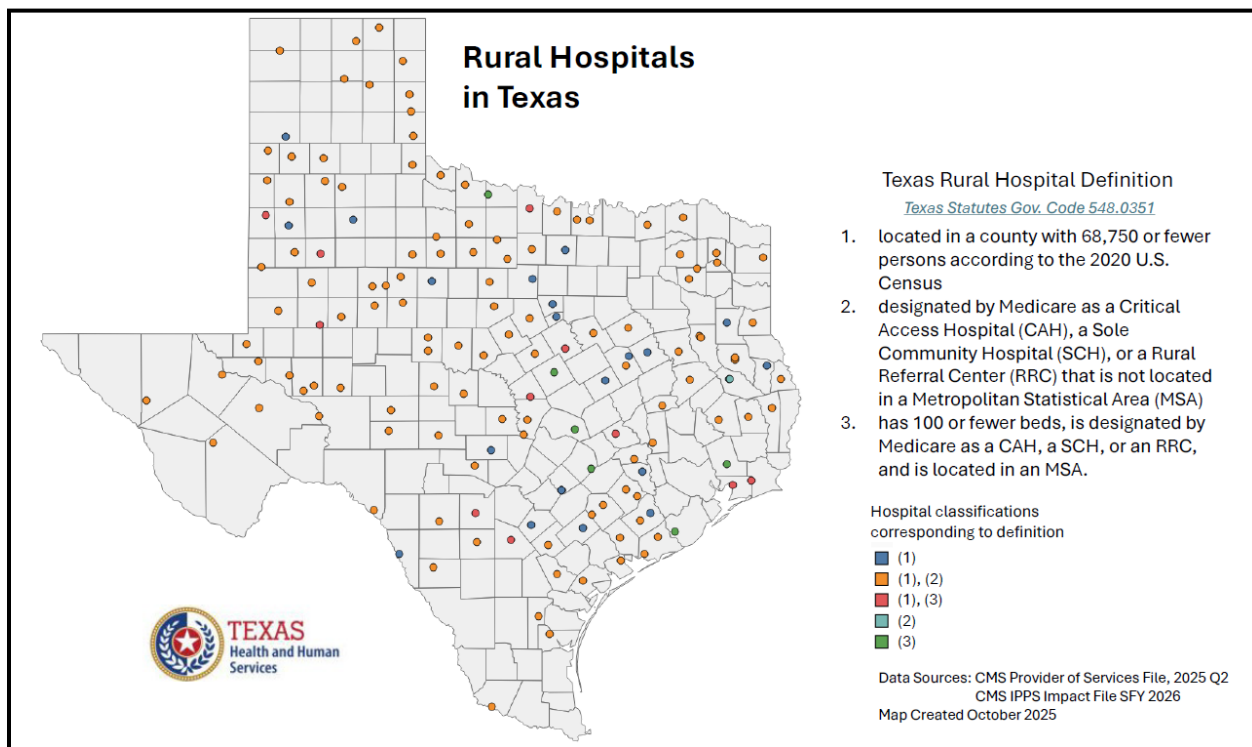 Rural Hospitals
in Texas
Texas Rural Hospital Definition
Texas Statutes Gov. Code 548.0351
1. located in a county with 68,750 or fewer
persons according to the 2020 U.S.
Census
2. designated by Medicare as a Critical
Access Hospital (CAH), a Sole
Community Hospital (SCH), or a Rural
Referral Center (RRC) that is not located
in a Metropolitan Statistical Area (MSA)
3. has 100 or fewer beds, is designated by
Medicare as a CAH, a SCH, or an RRC,
and is located in an MSA.
Hospital classifications
corresponding to definition
(1)
(1), (2)
(1), (3)
(2)
(3)
TEXAS
Health and Human
Services
Data Sources: CMS Provider of Services File, 2025 Q2
CMS IPPS Impact File SFY 2026
Map Created October 2025